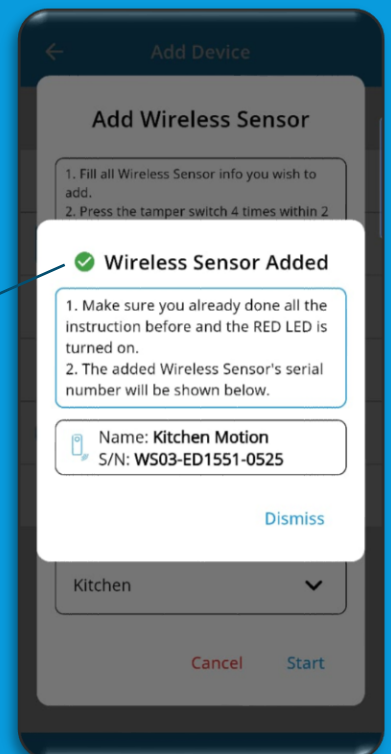 Add Device
Add Wireless Sensor
1. Fill all Wireless Sensor info you wish to
add.
2. Press the tamper switch 4 times within 2
Wireless Sensor Added
1. Make sure you already done all the
instruction before and the RED LED is
turned on.
2. The added Wireless Sensor's serial
number will be shown below.
Name: Kitchen Motion
S/N: WS03-ED1551-0525
Dismiss
Kitchen
Cancel Start